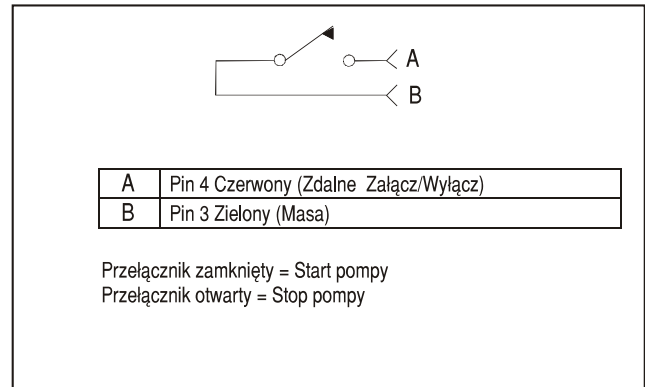 A
B
A Pin 4 Czerwony (Zdalne Załącz/Wyłącz)
B Pin 3 Zielony (Masa)
Przełącznik zamknięty = Start pompy
Przełącznik otwarty = Stop pompy